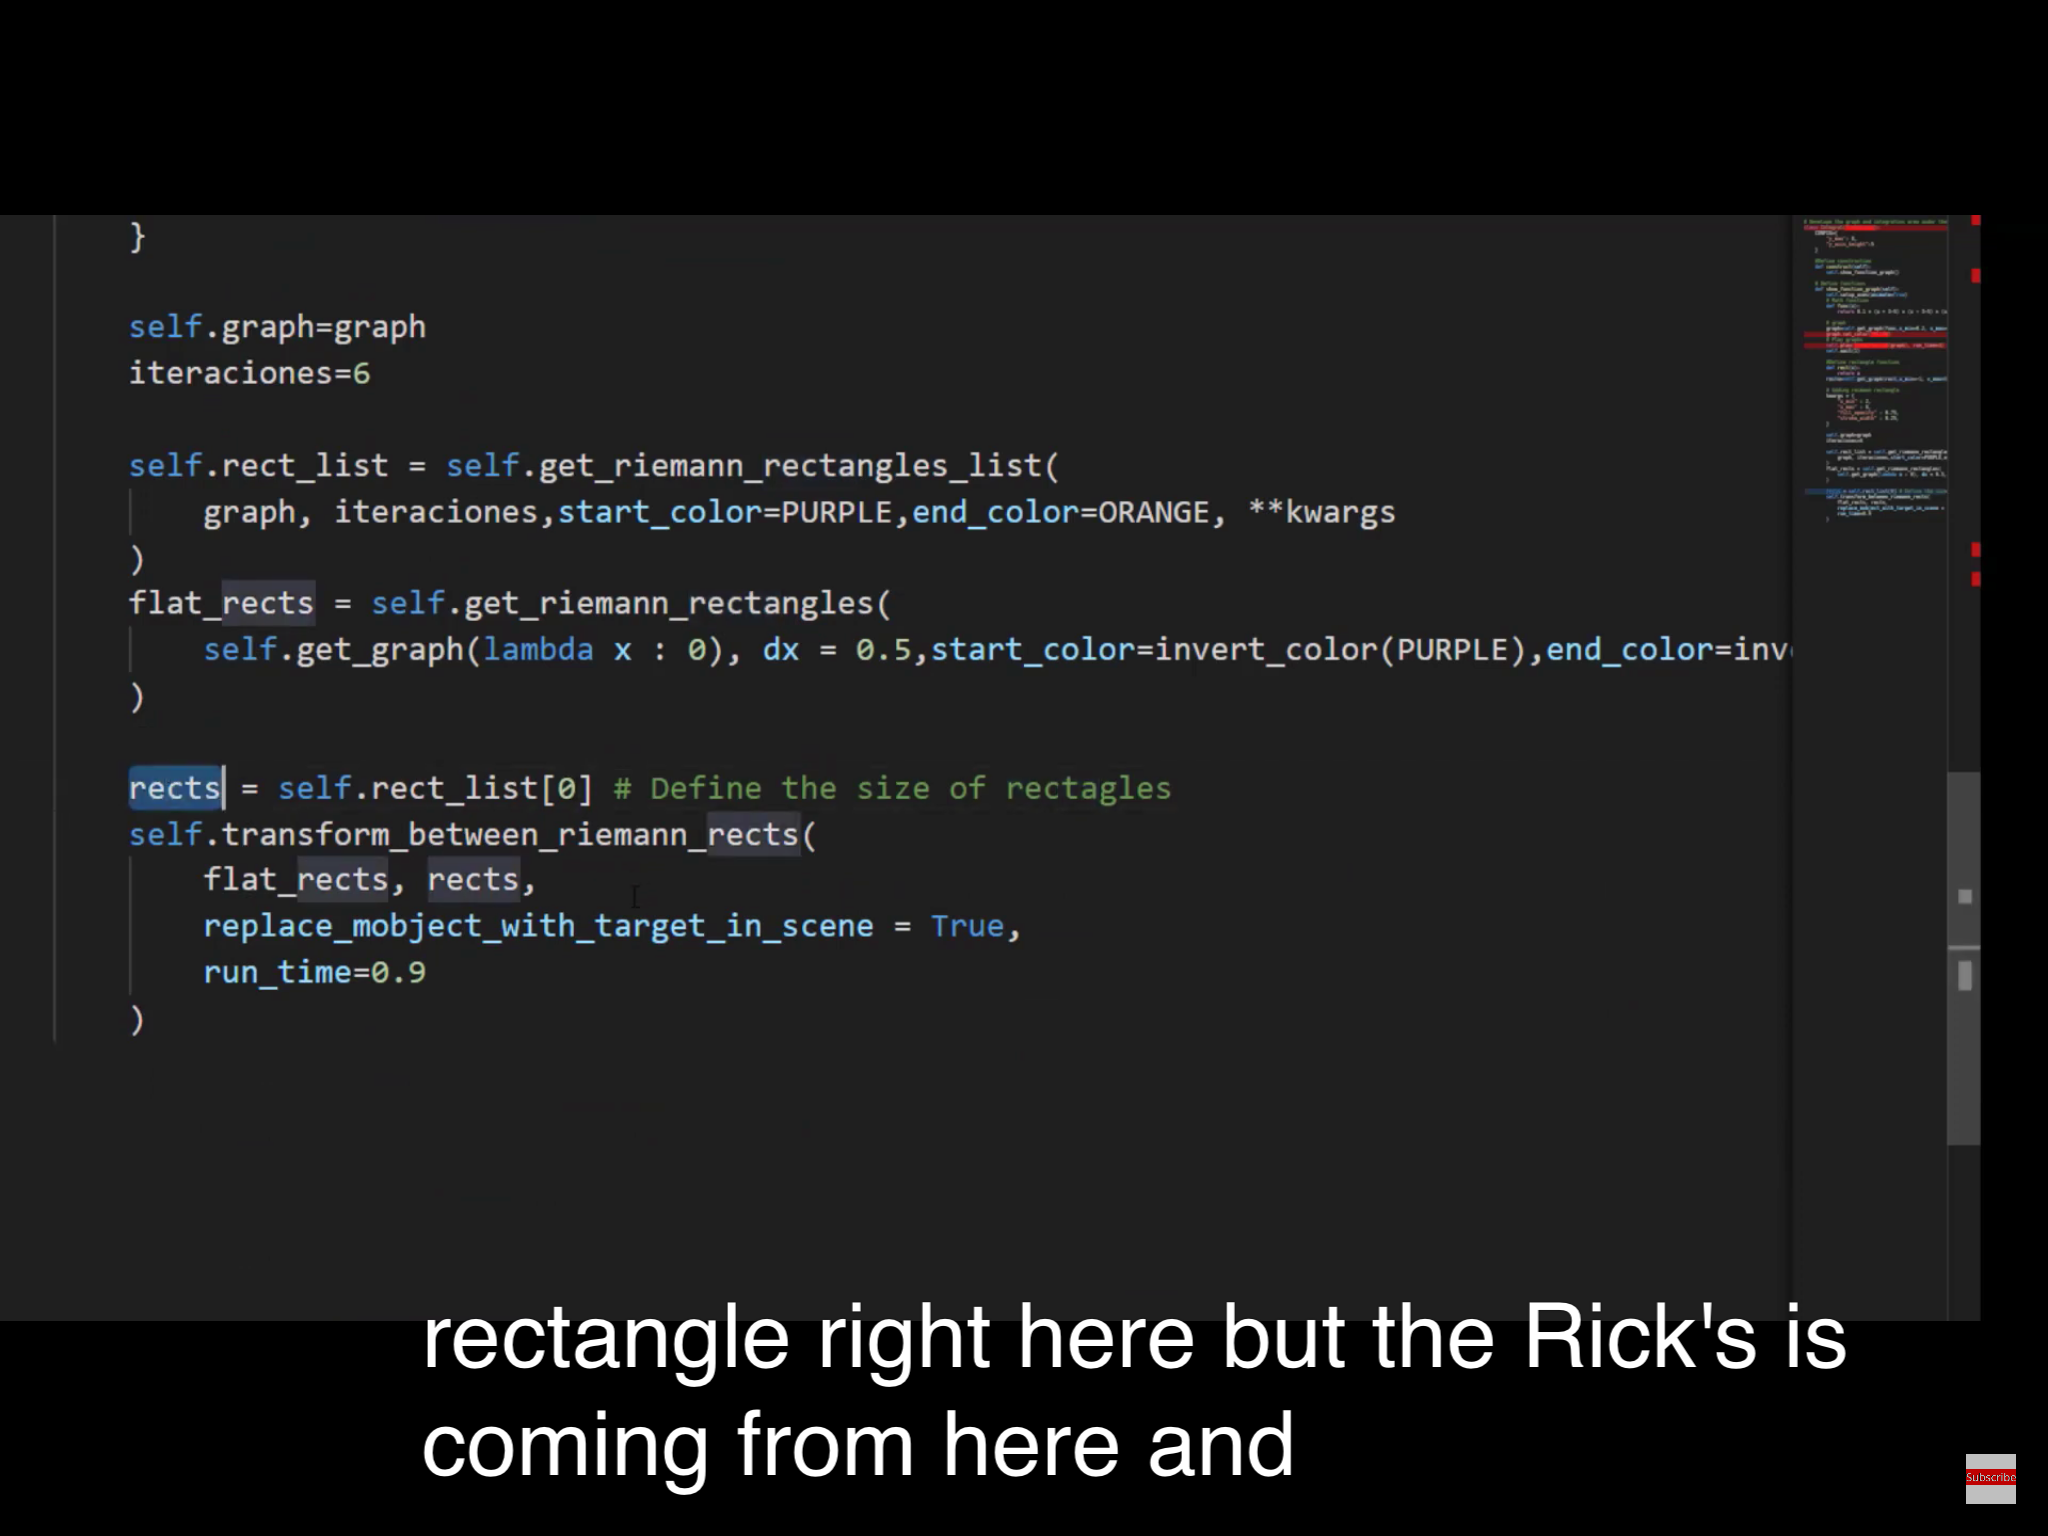 }
self.graph=graph
iteraciones=6
self.rect_list = self.get_riemann_rectangles_list(
graph, iteraciones,start_color=PURPLE,end_color=ORANGE, **kwargs
)
flat_rects = self.get_riemann_rectangles(
self.get_graph(lambda x : 0), dx = 0.5,start_color=invert_color(PURPLE),end_color=inv
)
rects = self.rect_list[0] # Define the size of rectagles
self.transform_between_riemann_rects(
flat_rects, rects,
replace_mobject_with_target_in_scene = True,
run_time=0.9
)
rectangle right here but the Rick's is
coming from here and
Subscribe